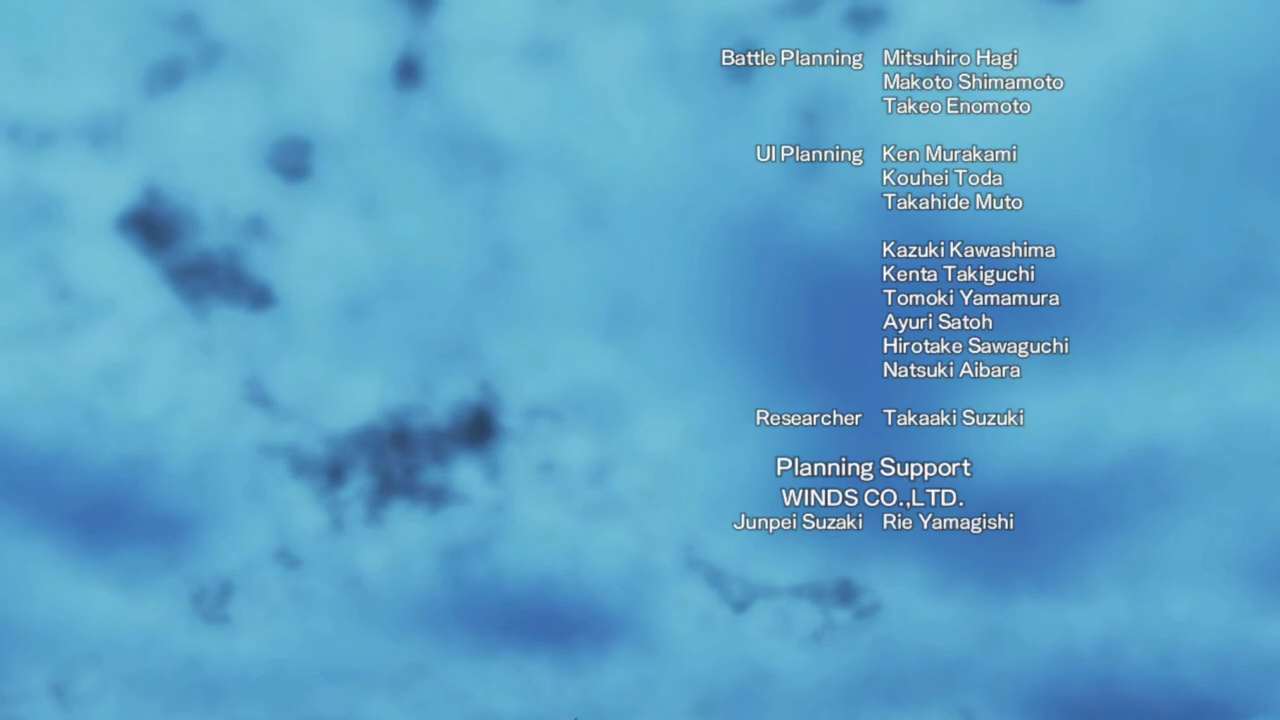 Battle Planning Mitsuhiro Hagi
Makoto Shimamoto
Takeo Enomoto
UI Planning Ken Murakami
Kouhei Toda
Takahide Muto
Kazuki Kawashima
Kenta Takiguchi
Tomoki Yamamura
Ayuri Satoh
Hirotake Sawaguchi
Natsuki Aibara
Researcher Takaaki Suzuki
Planning Support
WINDS CO.,LTD.
Junpei Suzaki Rie Yamagishi